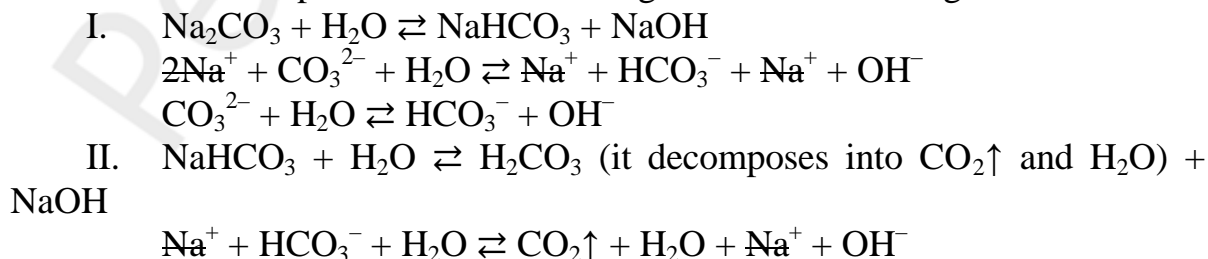 I. Na₂CO₃ + H₂O ⇄ NaHCO₃ + NaOH
2Na⁺ + CO₃²⁻ + H₂O ⇄ Na⁺ + HCO₃⁻ + Na⁺ + OH⁻
CO₃²⁻ + H₂O ⇄ HCO₃⁻ + OH⁻
II. NaHCO₃ + H₂O ⇄ H₂CO₃ (it decomposes into CO₂↑ and H₂O) +
NaOH
Na⁺ + HCO₃⁻ + H₂O ⇄ CO₂↑ + H₂O + Na⁺ + OH⁻